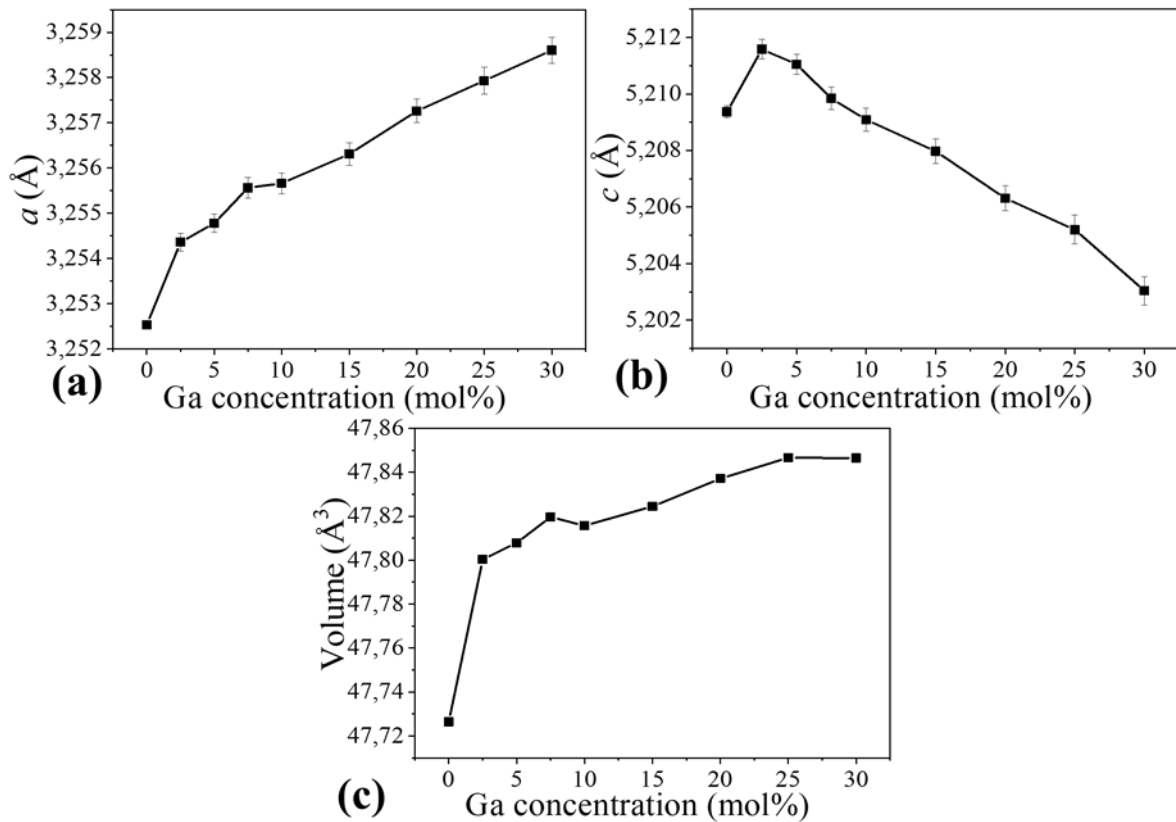 3,259
3,258
3,257
3,256
3,255
3,254
3,253
3,252
a (Å)
0 5 10 15 20 25 30
Ga concentration (mol%)
(a)
5,212
5,210
5,208
5,206
5,204
5,202
c (Å)
0 5 10 15 20 25 30
Ga concentration (mol%)
(b)
47,86
47,84
47,82
47,80
47,78
47,76
47,74
47,72
Volume (Å³)
0 5 10 15 20 25 30
Ga concentration (mol%)
(c)